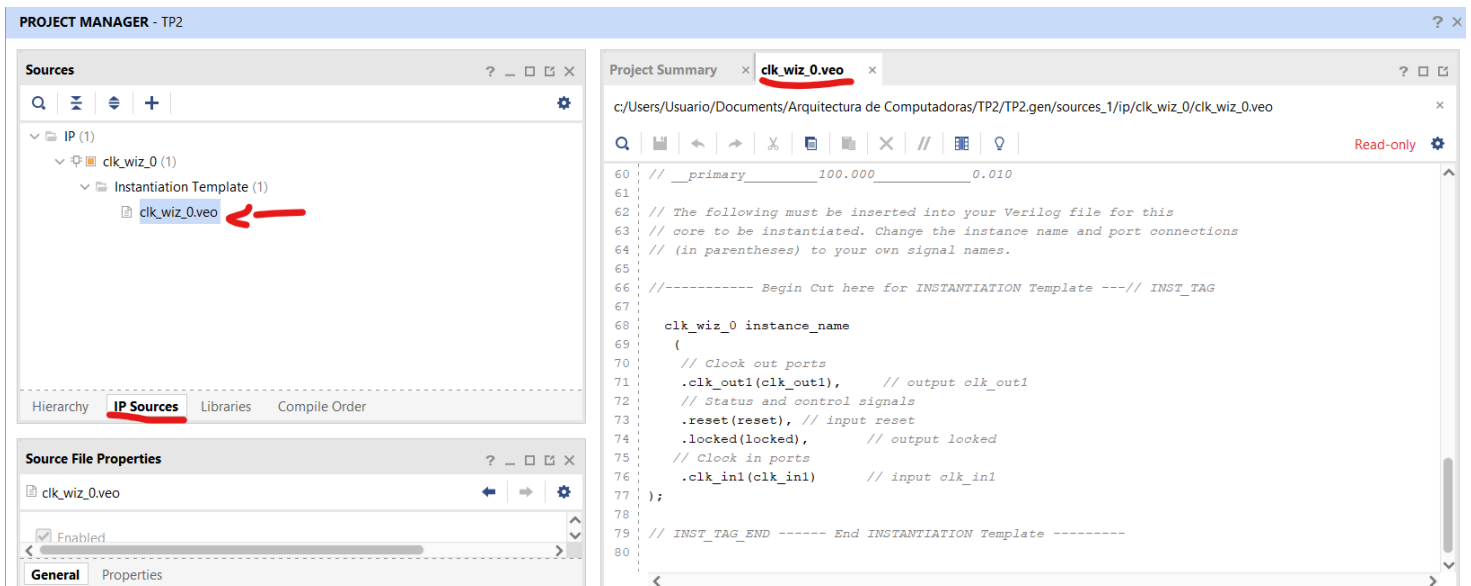 PROJECT MANAGER - TP2
Sources
IP (1)
clk_wiz_0 (1)
Instantiation Template (1)
clk_wiz_0.veo
Hierarchy IP Sources Libraries Compile Order
Source File Properties
clk_wiz_0.veo
Enabled
General Properties
Project Summary clk_wiz_0.veo
c:/Users/Usuario/Documents/Arquitectura de Computadoras/TP2/TP2.gen/sources_1/ip/clk_wiz_0/clk_wiz_0.veo
Read-only
60 // __primary_________100.000____________0.010
61
62 // The following must be inserted into your Verilog file for this
63 // core to be instantiated. Change the instance name and port connections
64 // (in parentheses) to your own signal names.
65
66 //----------- Begin Cut here for INSTANTIATION Template ---// INST_TAG
67
68 clk_wiz_0 instance_name
69 (
70 // Clock out ports
71 .clk_out1(clk_out1), // output clk_out1
72 // Status and control signals
73 .reset(reset), // input reset
74 .locked(locked), // output locked
75 // Clock in ports
76 .clk_in1(clk_in1) // input clk_in1
77 );
78
79 // INST_TAG_END ------ End INSTANTIATION Template ---------
80